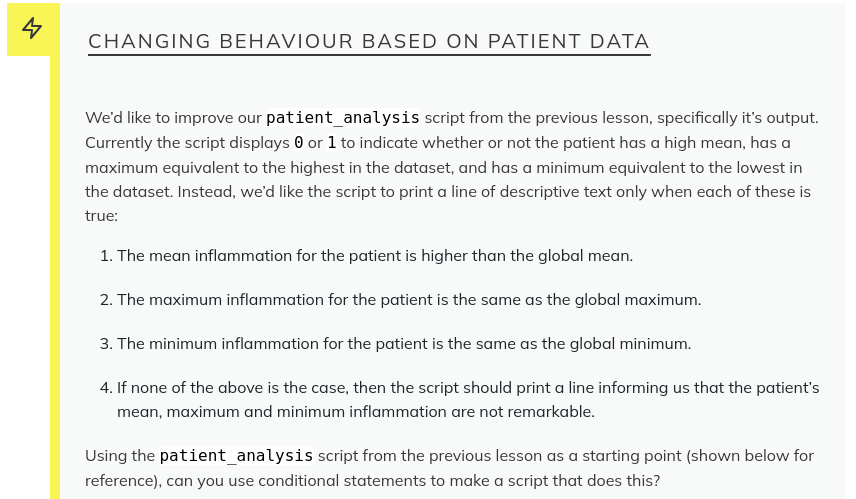 CHANGING BEHAVIOUR BASED ON PATIENT DATA
We'd like to improve our patient_analysis script from the previous lesson, specifically it's output.
Currently the script displays 0 or 1 to indicate whether or not the patient has a high mean, has a
maximum equivalent to the highest in the dataset, and has a minimum equivalent to the lowest in
the dataset. Instead, we'd like the script to print a line of descriptive text only when each of these is
true:
1. The mean inflammation for the patient is higher than the global mean.
2. The maximum inflammation for the patient is the same as the global maximum.
3. The minimum inflammation for the patient is the same as the global minimum.
4. If none of the above is the case, then the script should print a line informing us that the patient's
mean, maximum and minimum inflammation are not remarkable.
Using the patient_analysis script from the previous lesson as a starting point (shown below for
reference), can you use conditional statements to make a script that does this?